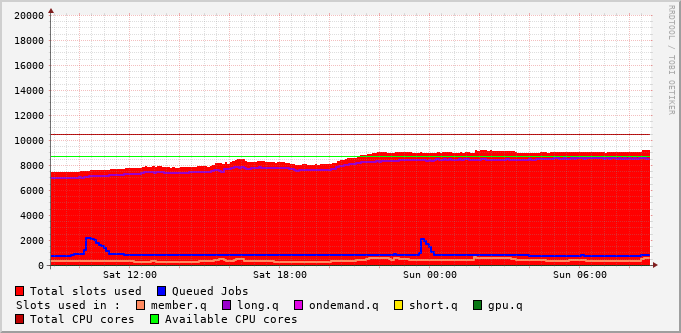 20000
18000
16000
14000
12000
10000
8000
6000
4000
2000
0
Sat 12:00 Sat 18:00 Sun 00:00 Sun 06:00
Total slots used Queued Jobs
Slots used in : member.q long.q ondemand.q short.q gpu.q
Total CPU cores Available CPU cores
RRDTOOL / TOBI OETIKER